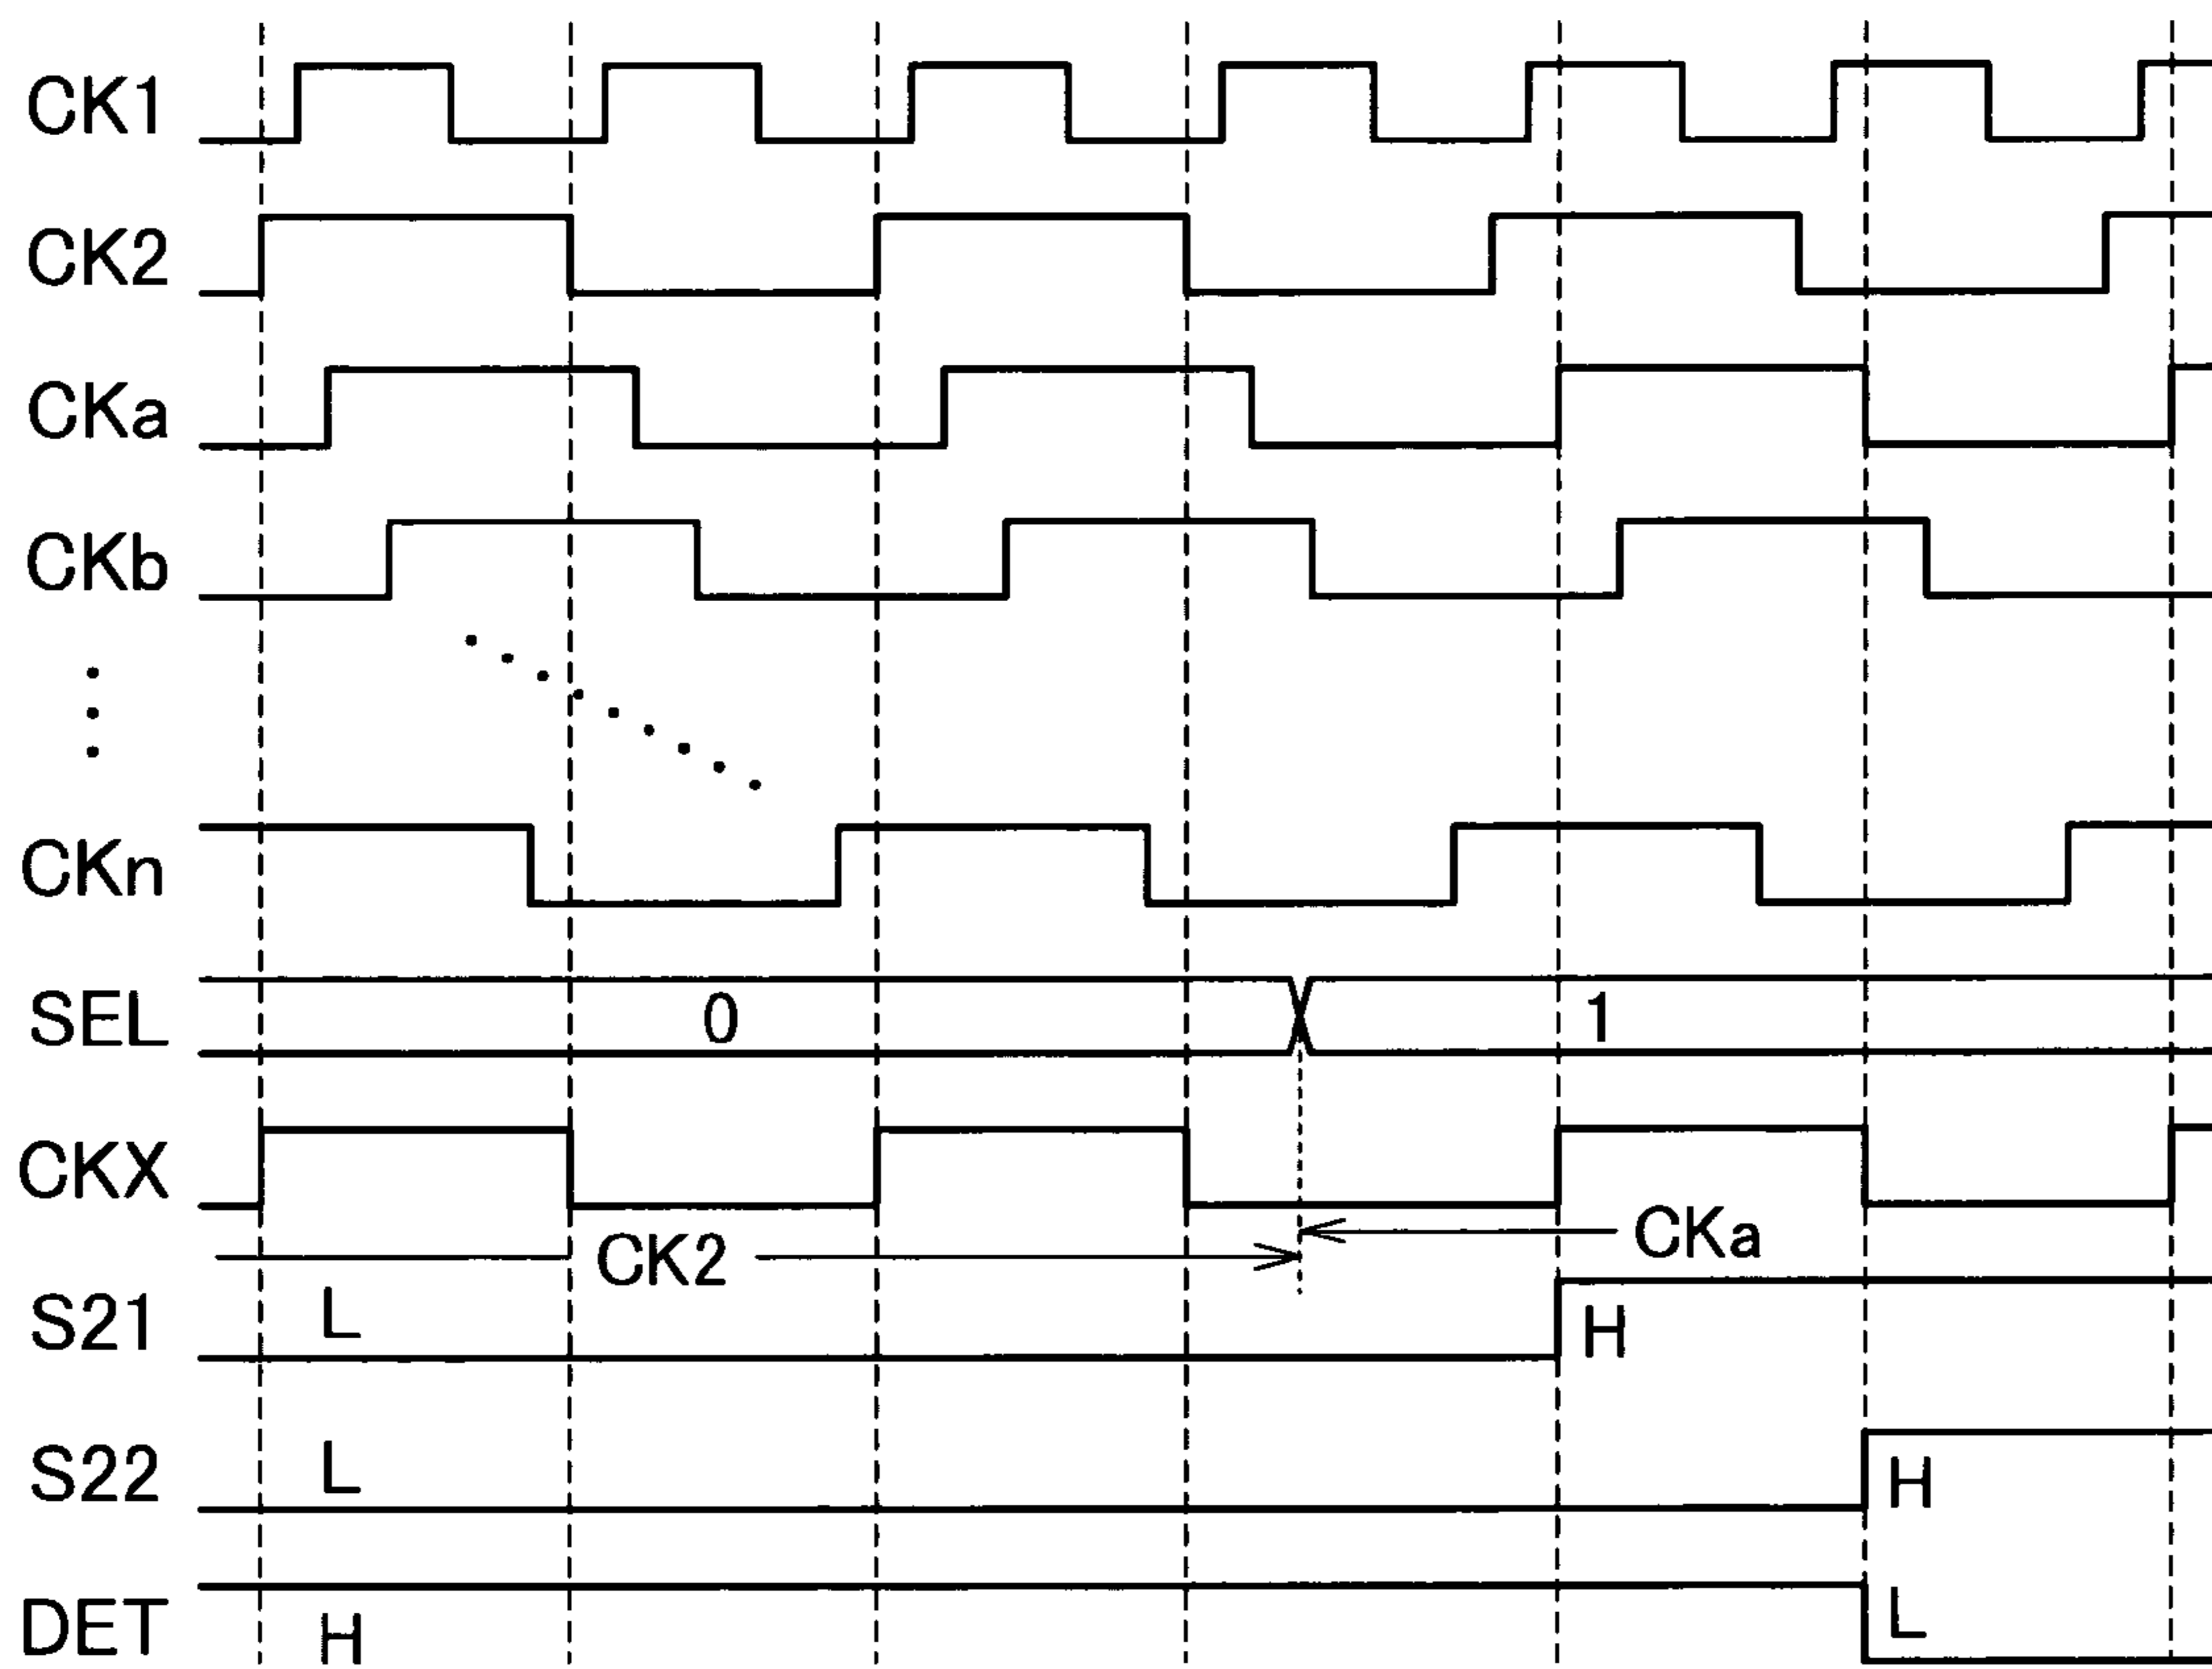 CK1
CK2
CKa
CKb
CKn
SEL 0 1
CKX
CK2 CKa
S21 L H
S22 L H
DET H L